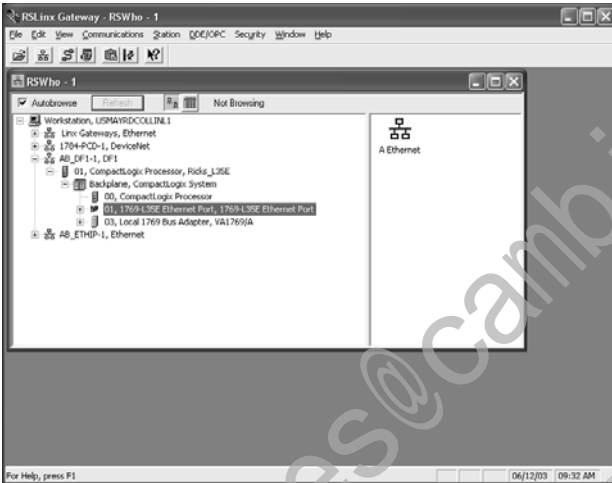 RSLinx Gateway - RSWho - 1
File Edit View Communications Station DDE/OPC Security Window Help
RSWho - 1
Autobrowse Refresh Not Browsing
Workstation, USMAYRDCOLLINL1
Linx Gateways, Ethernet
1784-PCD-1, DeviceNet
AB_DF1-1, DF1
01, CompactLogix Processor, Ricks_L35E
Backplane, CompactLogix System
00, CompactLogix Processor
01, 1769-L35E Ethernet Port, 1769-L35E Ethernet Port
03, Local 1769 Bus Adapter, VA1769/A
AB_ETHIP-1, Ethernet
A Ethernet
es@camb
For Help, press F1
06/12/03 09:32 AM